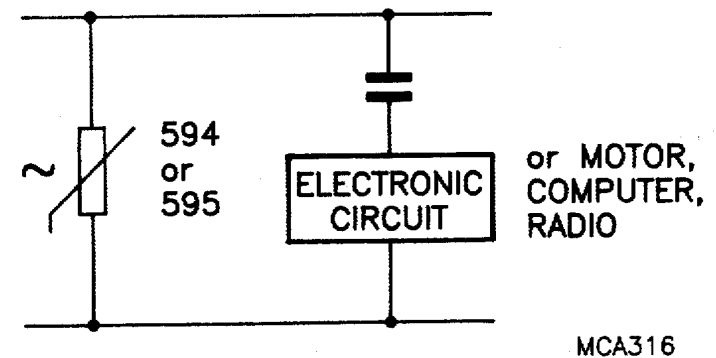 594
or
595
ELECTRONIC
CIRCUIT
or MOTOR,
COMPUTER,
RADIO
MCA316